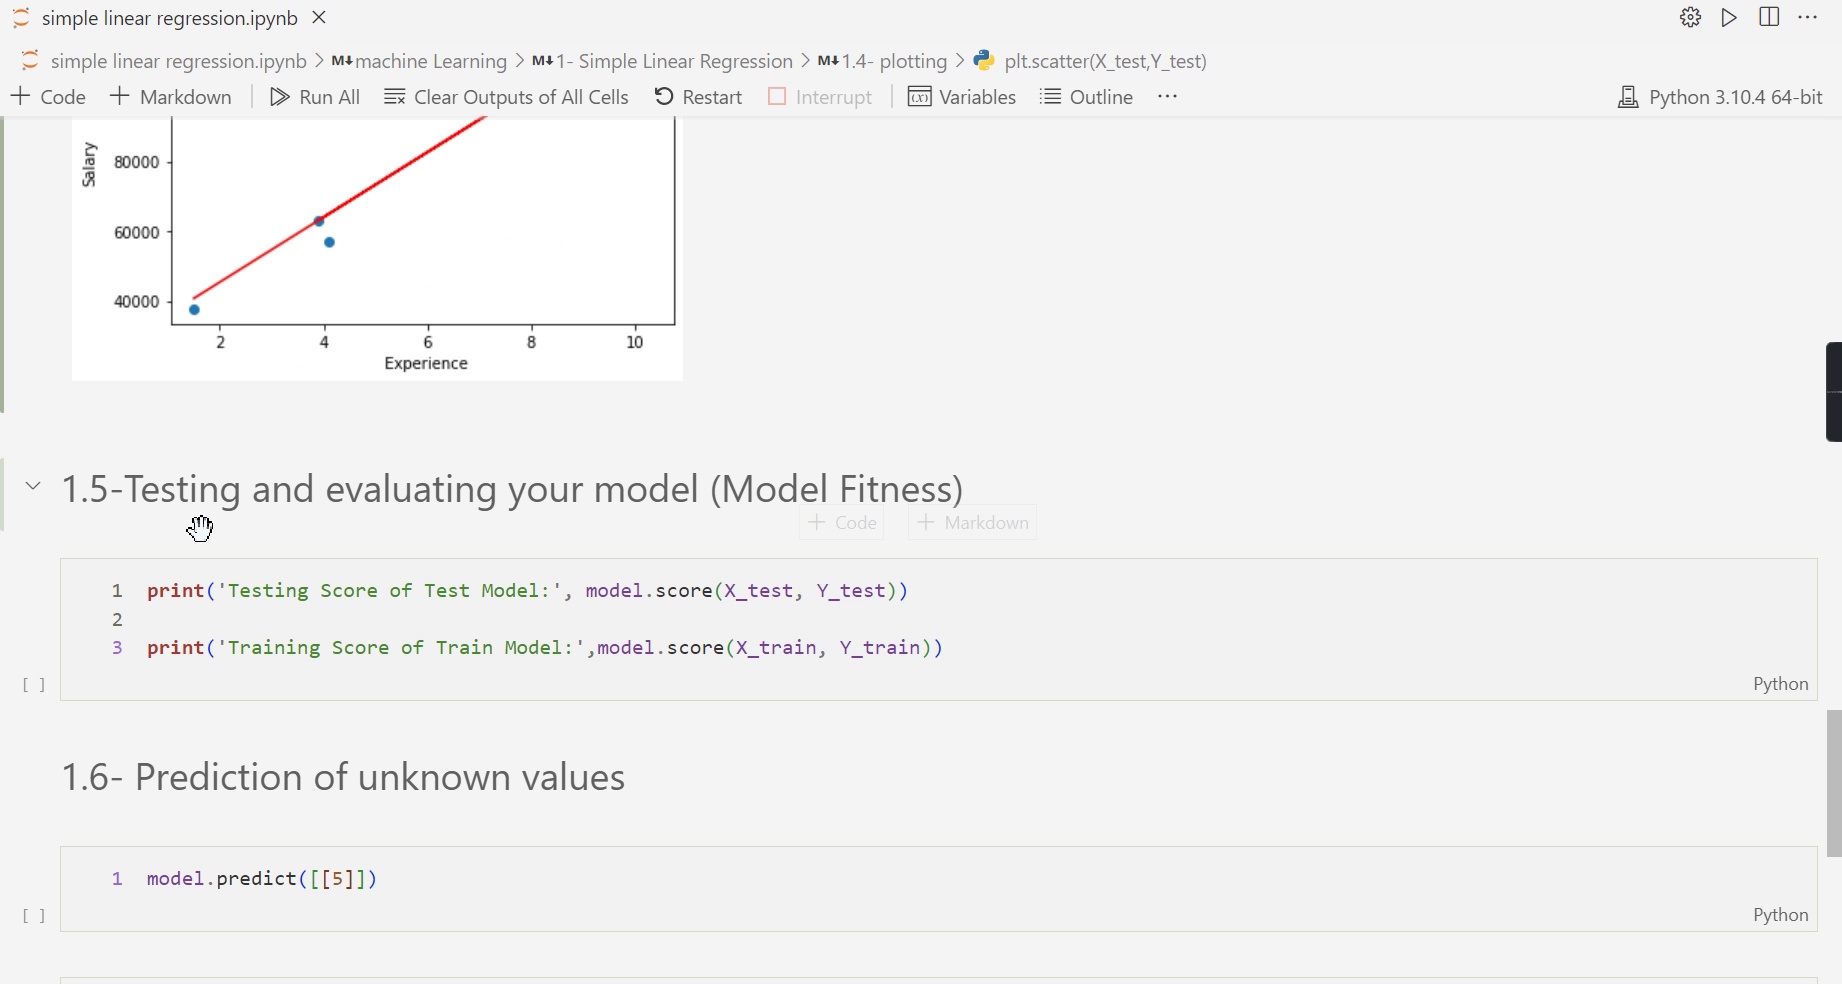 simple linear regression.ipynb
simple linear regression.ipynb > M↓machine Learning > M↓1- Simple Linear Regression > M↓1.4- plotting > plt.scatter(X_test,Y_test)
+ Code + Markdown Run All Clear Outputs of All Cells Restart Interrupt (x) Variables Outline ··· Python 3.10.4 64-bit
Salary
80000
60000
40000
2 4 6 8 10
Experience
1.5-Testing and evaluating your model (Model Fitness)
+ Code + Markdown
1 print('Testing Score of Test Model:', model.score(X_test, Y_test))
2
3 print('Training Score of Train Model:',model.score(X_train, Y_train))
[ ] Python
1.6- Prediction of unknown values
1 model.predict([[5]])
[ ] Python